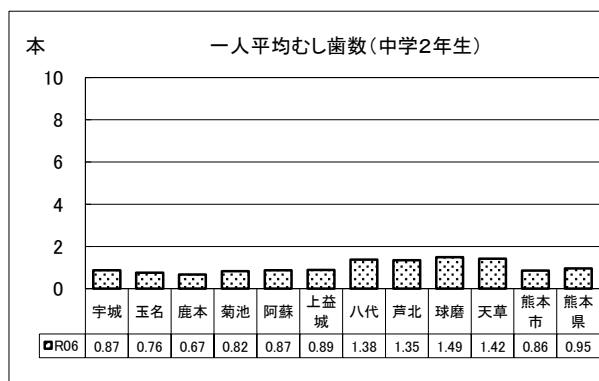 本
一人平均むし歯数（中学2年生）
10
8
6
4
2
0
宇城 玉名 鹿本 菊池 阿蘇 上益城 八代 芦北 球磨 天草 熊本市 熊本県
R06 0.87 0.76 0.67 0.82 0.87 0.89 1.38 1.35 1.49 1.42 0.86 0.95